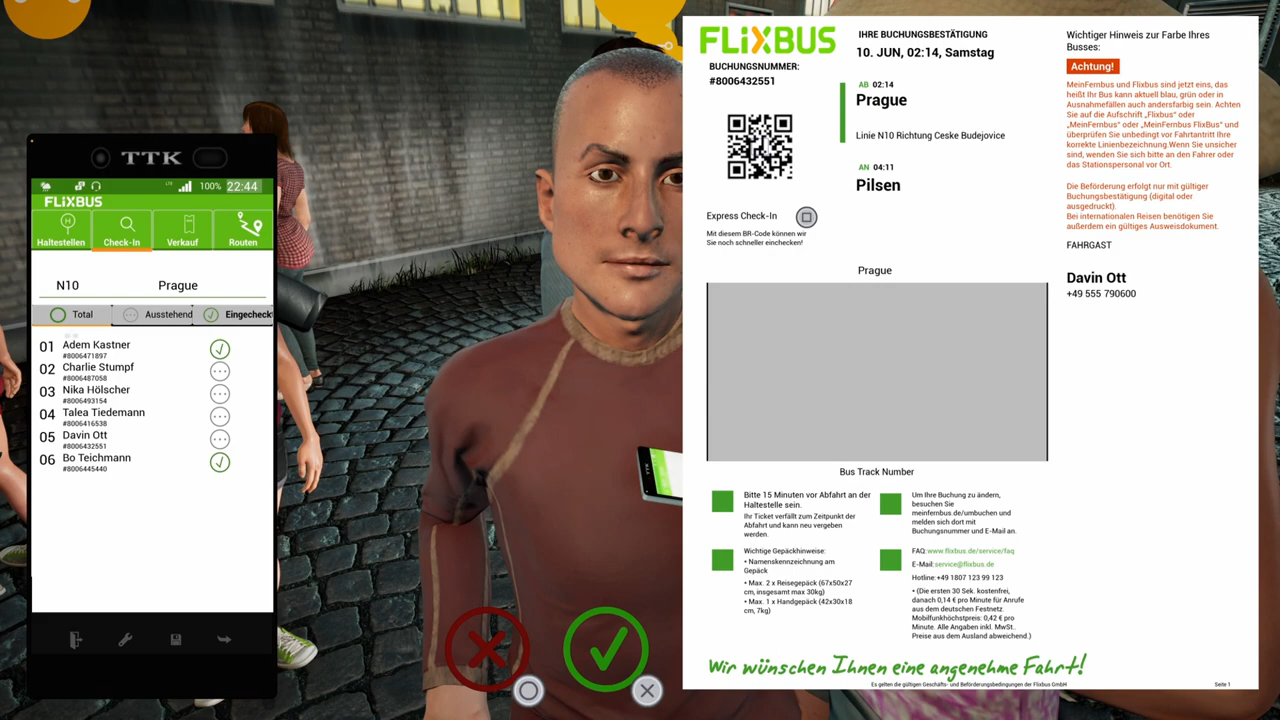 TTK
LTE
100%
22:44
FLiXBUS
Haltestellen
Check-In
Verkauf
Routen
N10
Prague
Total
Ausstehend
Eingecheckt
01
Adem Kastner
#8006471897
02
Charlie Stumpf
#8006487058
03
Nika Hölscher
#8006493154
04
Talea Tiedemann
#8006416538
05
Davin Ott
#8006432551
06
Bo Teichmann
#8006445440
TTK
FLiXBUS
BUCHUNGSNUMMER:
#8006432551
Express Check-In
Mit diesem BR-Code können wir
Sie noch schneller einchecken!
IHRE BUCHUNGSBESTÄTIGUNG
10. JUN, 02:14, Samstag
AB 02:14
Prague
Linie N10 Richtung Ceske Budejovice
AN 04:11
Pilsen
Wichtiger Hinweis zur Farbe Ihres
Busses:
Achtung!
MeinFernbus und Flixbus sind jetzt eins, das
heißt Ihr Bus kann aktuell blau, grün oder in
Ausnahmefällen auch andersfarbig sein. Achten
Sie auf die Aufschrift „Flixbus“ oder
„MeinFernbus“ oder „MeinFernbus FlixBus“ und
überprüfen Sie unbedingt vor Fahrtantritt Ihre
korrekte Linienbezeichnung.Wenn Sie unsicher
sind, wenden Sie sich bitte an den Fahrer oder
das Stationspersonal vor Ort.
Die Beförderung erfolgt nur mit gültiger
Buchungsbestätigung (digital oder
ausgedruckt).
Bei internationalen Reisen benötigen Sie
außerdem ein gültiges Ausweisdokument.
FAHRGAST
Davin Ott
+49 555 790600
Prague
Bus Track Number
Bitte 15 Minuten vor Abfahrt an der
Haltestelle sein.
Ihr Ticket verfällt zum Zeitpunkt der
Abfahrt und kann neu vergeben
werden.
Wichtige Gepäckhinweise:
• Namenskennzeichnung am
Gepäck
• Max. 2 x Reisegepäck (67x50x27
cm, insgesamt max 30kg)
• Max. 1 x Handgepäck (42x30x18
cm, 7kg)
Um Ihre Buchung zu ändern,
besuchen Sie
meinfernbus.de/umbuchen und
melden sich dort mit
Buchungsnummer und E-Mail an.
FAQ:www.flixbus.de/service/faq
E-Mail:service@flixbus.de
Hotline:+49 1807 123 99 123
• (Die ersten 30 Sek. kostenfrei,
danach 0,14 € pro Minute für Anrufe
aus dem deutschen Festnetz.
Mobilfunkhöchstpreis: 0,42 € pro
Minute. Alle Angaben inkl. MwSt..
Preise aus dem Ausland abweichend.)
Wir wünschen Ihnen eine angenehme Fahrt!
Es gelten die gültigen Geschäfts- und Beförderungsbedingungen der Flixbus GmbH
Seite 1